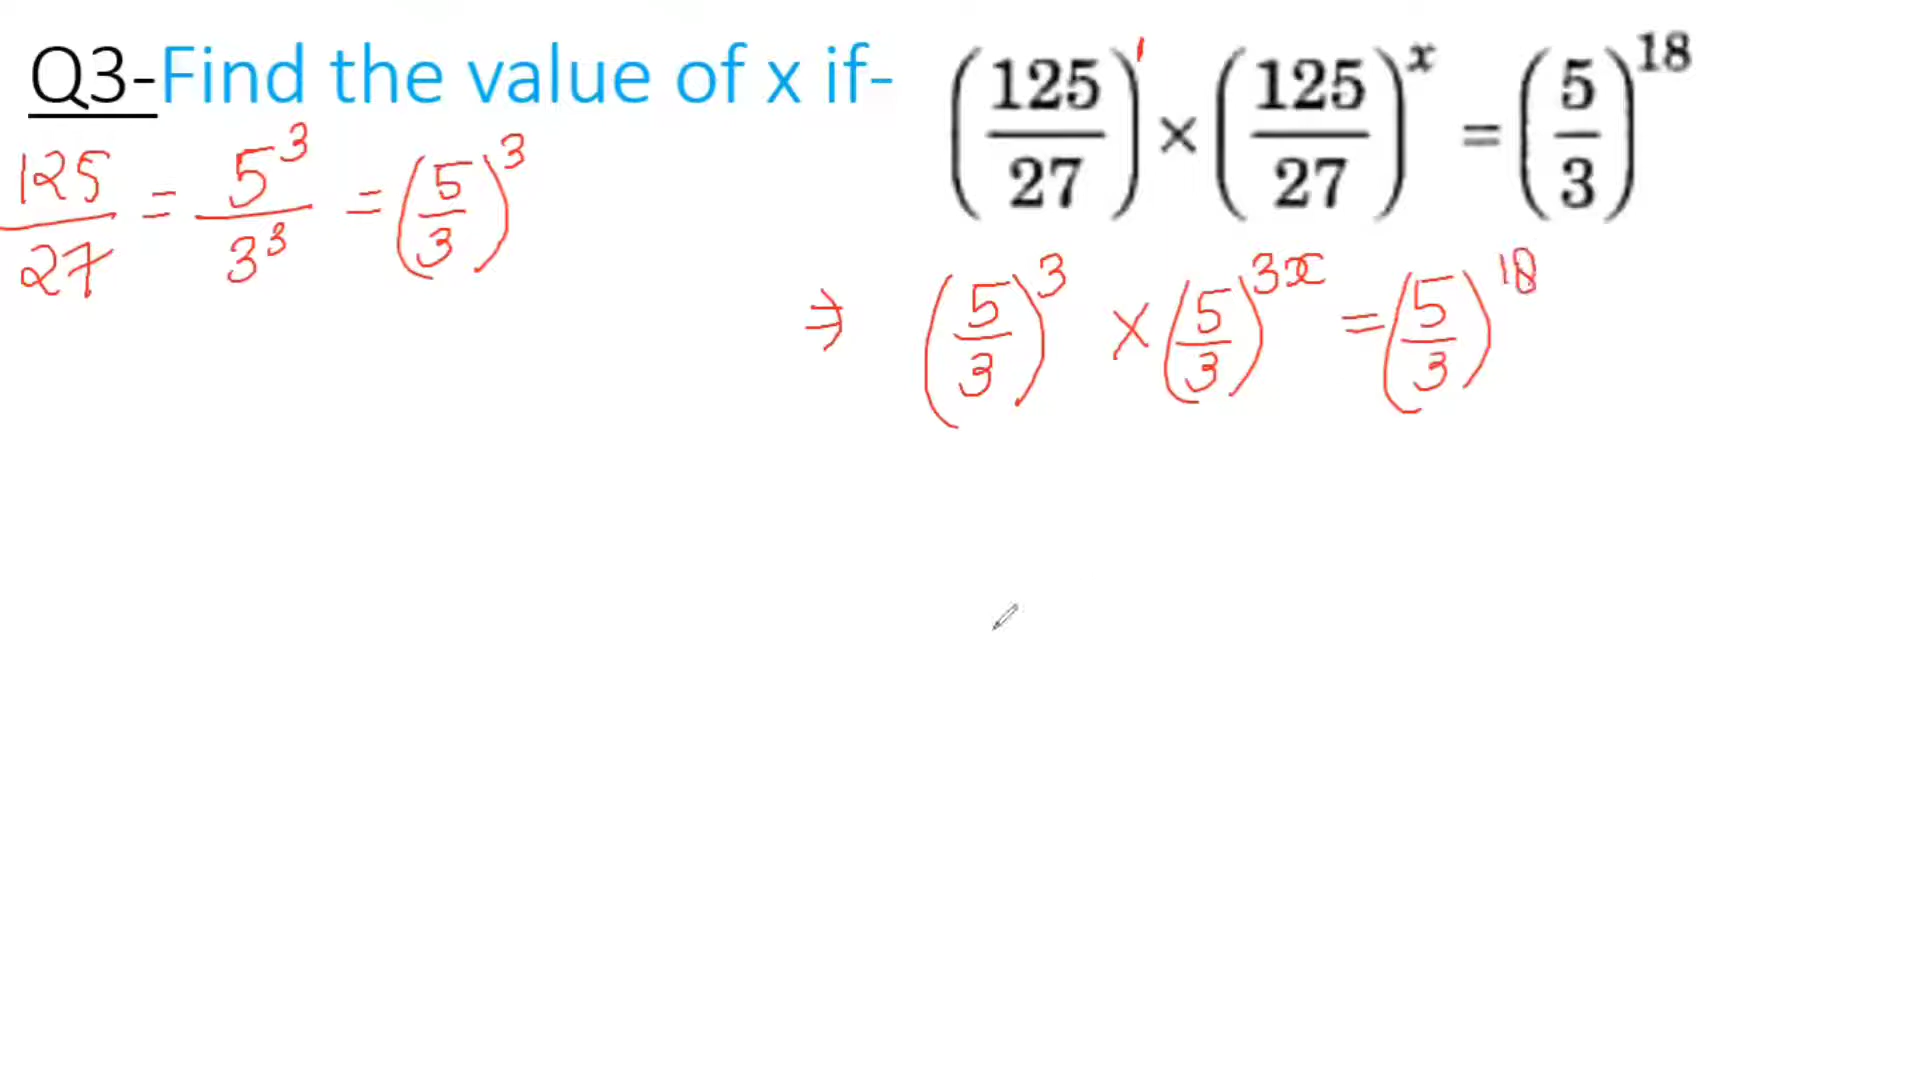 Q3-Find the value of x if- (125/27)^1 × (125/27)^x = (5/3)^18
125/27 = 5^3/3^3 = (5/3)^3
⇒ (5/3)^3 × (5/3)^3x = (5/3)^18